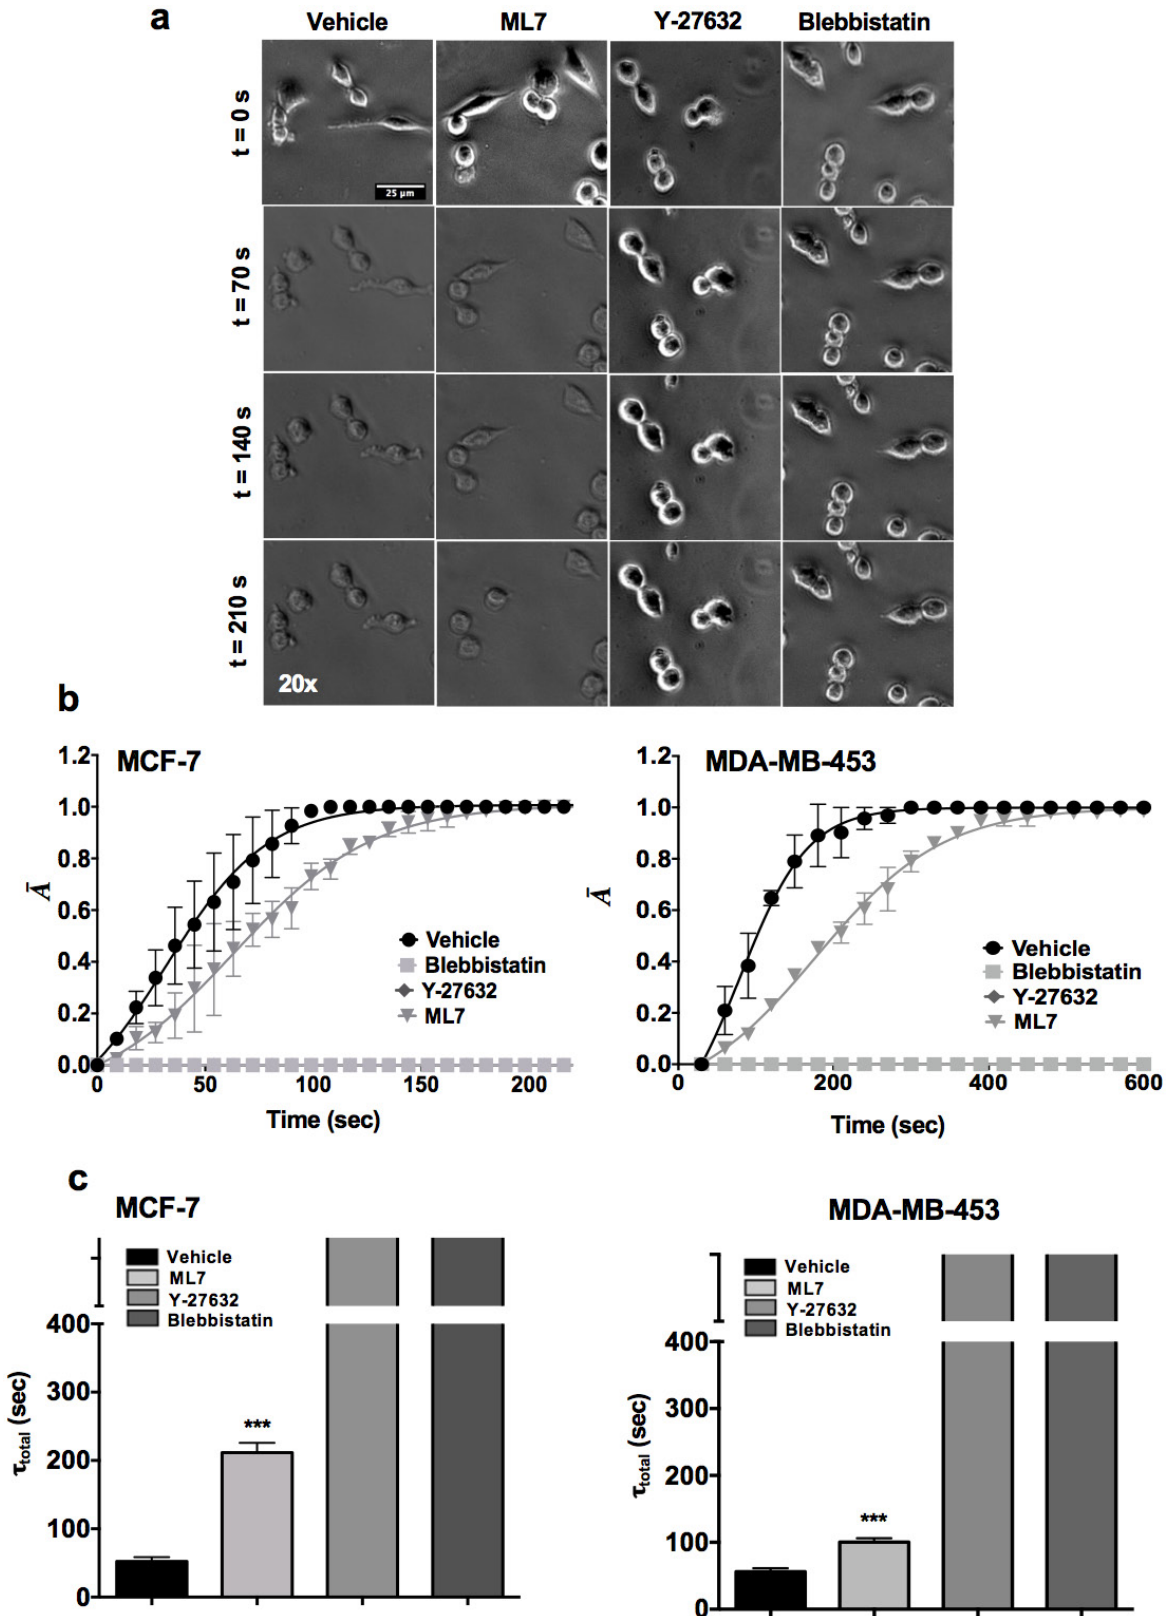 a
Vehicle ML7 Y-27632 Blebbistatin
t = 0 s
25 µm
t = 70 s
t = 140 s
t = 210 s
20x
b
MCF-7
1.2
1.0
0.8
0.6
0.4
0.2
0.0
Ā
Vehicle
Blebbistatin
Y-27632
ML7
0 50 100 150 200
Time (sec)
MDA-MB-453
1.2
1.0
0.8
0.6
0.4
0.2
0.0
Ā
Vehicle
Blebbistatin
Y-27632
ML7
0 200 400 600
Time (sec)
c
MCF-7
Vehicle
ML7
Y-27632
Blebbistatin
400
300
200
100
0
τtotal (sec)
***
MDA-MB-453
Vehicle
ML7
Y-27632
Blebbistatin
400
300
200
100
0
τtotal (sec)
***